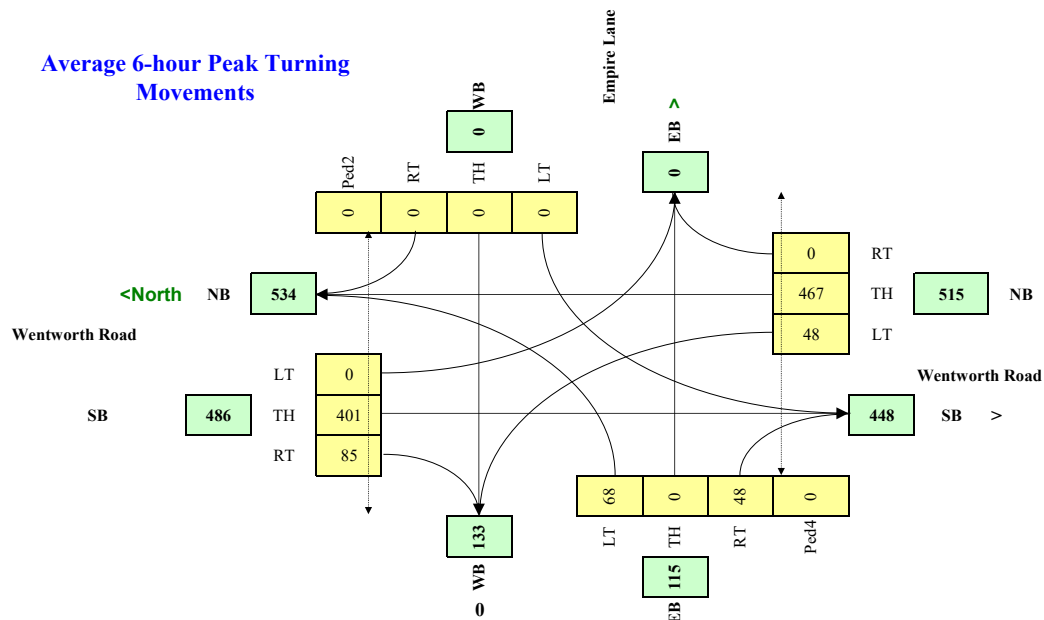 Average 6-hour Peak Turning
Movements
Empire Lane
WB
0
^
EB
0
Ped2
RT
TH
LT
0
0
0
0
0
RT
<North
NB
534
467
TH
515
NB
Wentworth Road
48
LT
LT
0
Wentworth Road
SB
486
TH
401
448
SB
>
RT
85
68
0
48
0
LT
TH
RT
Ped4
133
WB
0
115
EB